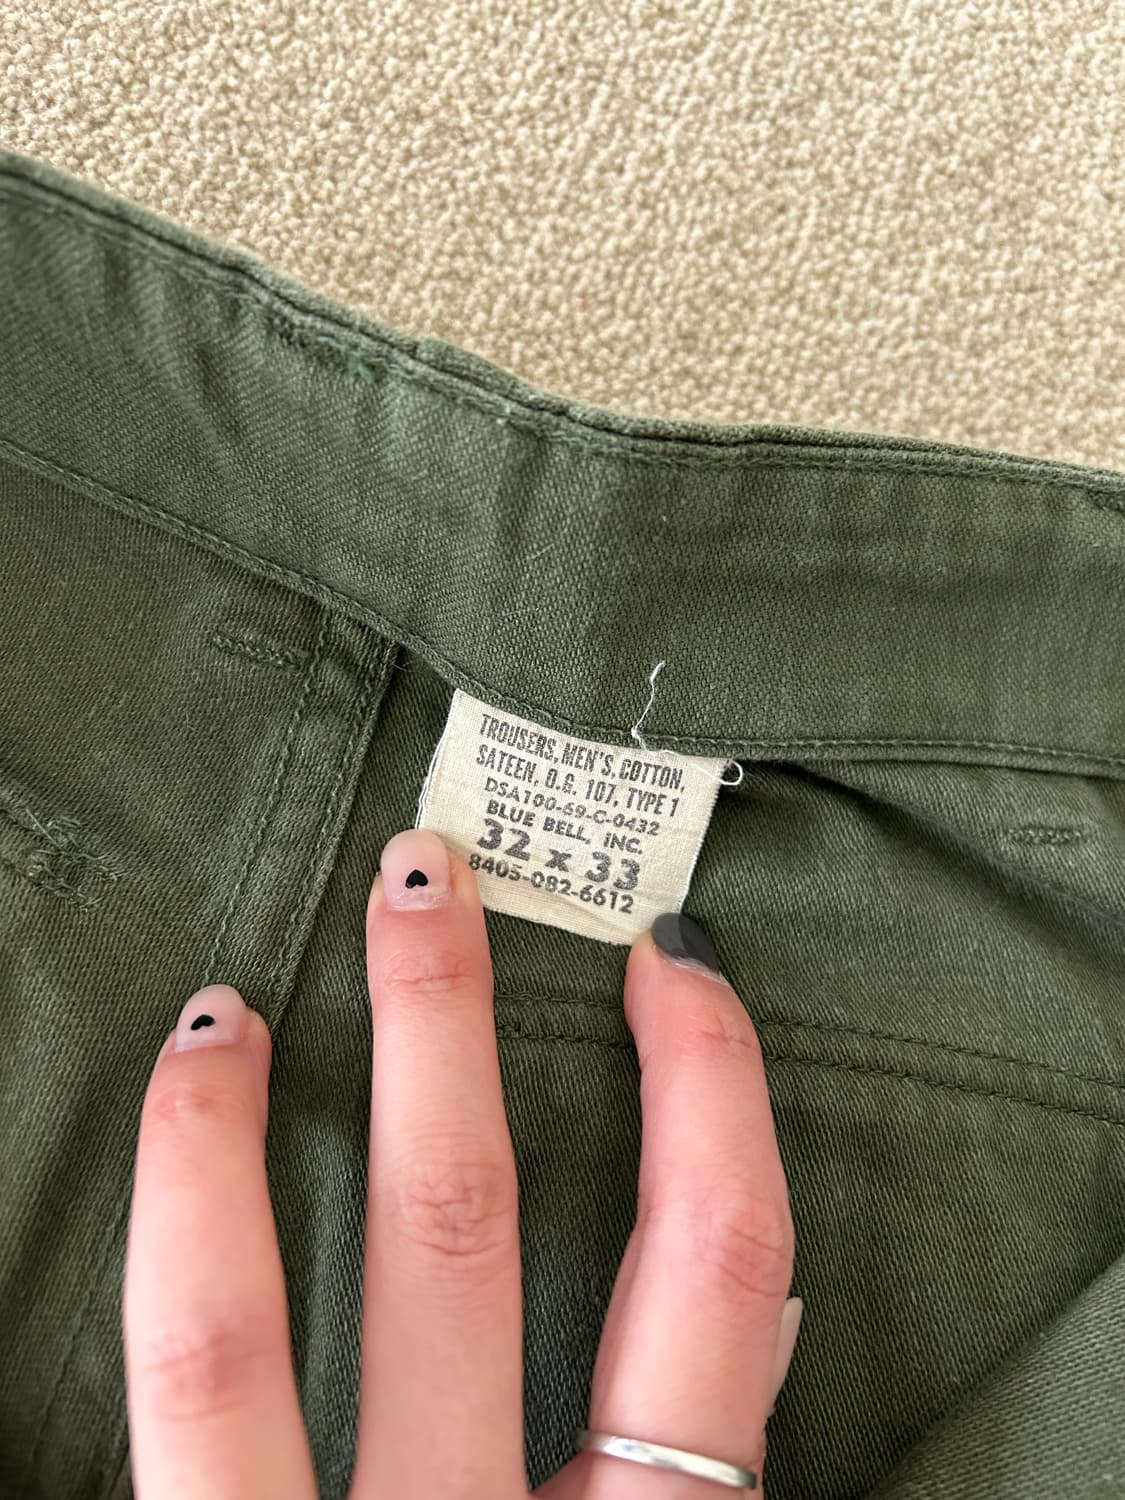 TROUSERS, MEN'S, COTTON,
SATEEN, O.G. 107, TYPE 1
DSA100-69-C-0432
BLUE BELL, INC.
32 x 33
8405-082-6612